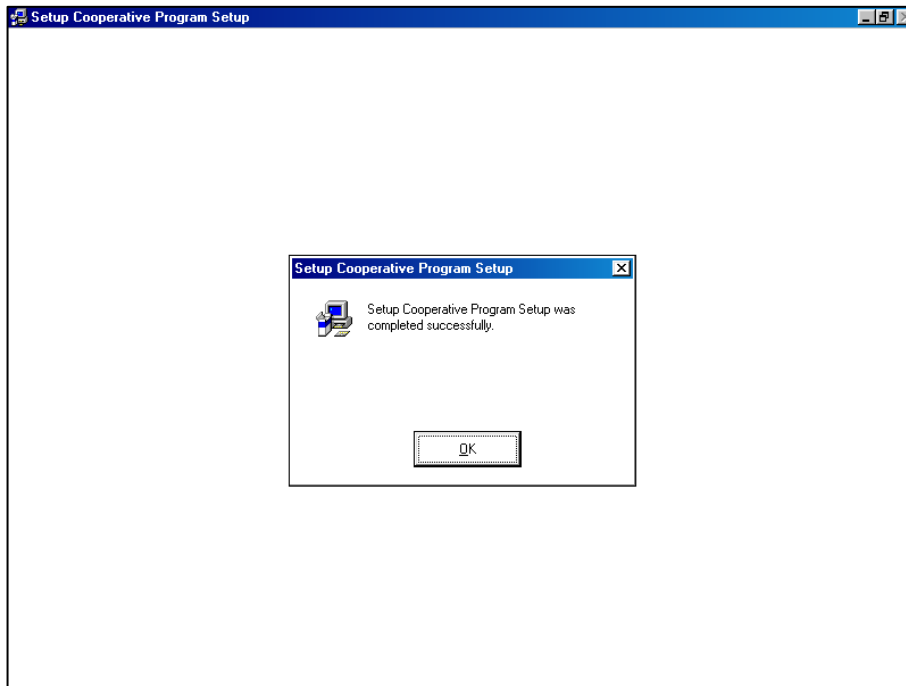 Setup Cooperative Program Setup
Setup Cooperative Program Setup
Setup Cooperative Program Setup was
completed successfully.
OK